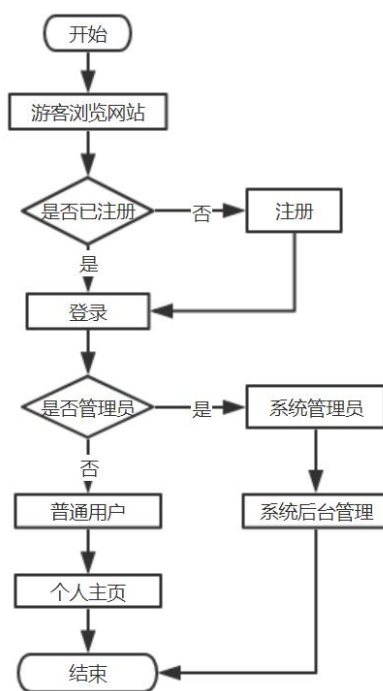 开始
游客浏览网站
是否已注册
否
注册
是
登录
是否管理员
是
系统管理员
否
普通用户
系统后台管理
个人主页
结束